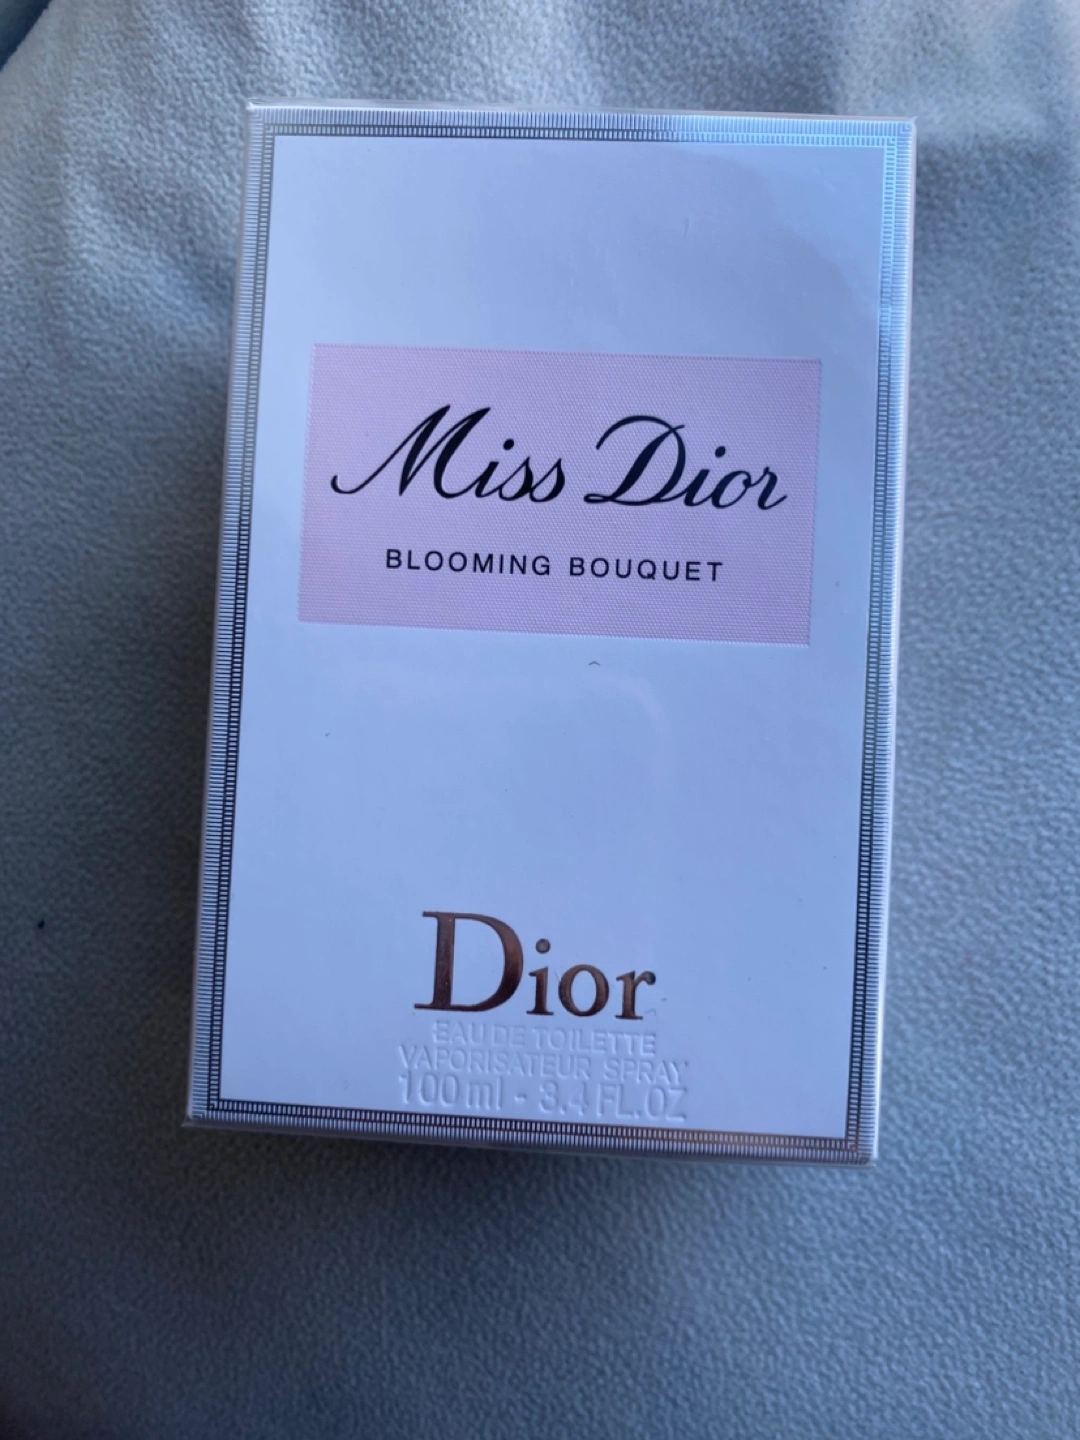 Miss Dior
BLOOMING BOUQUET
Dior
EAU DE TOILETTE
VAPORISATEUR SPRAY
100 ml - 3.4 FL.OZ